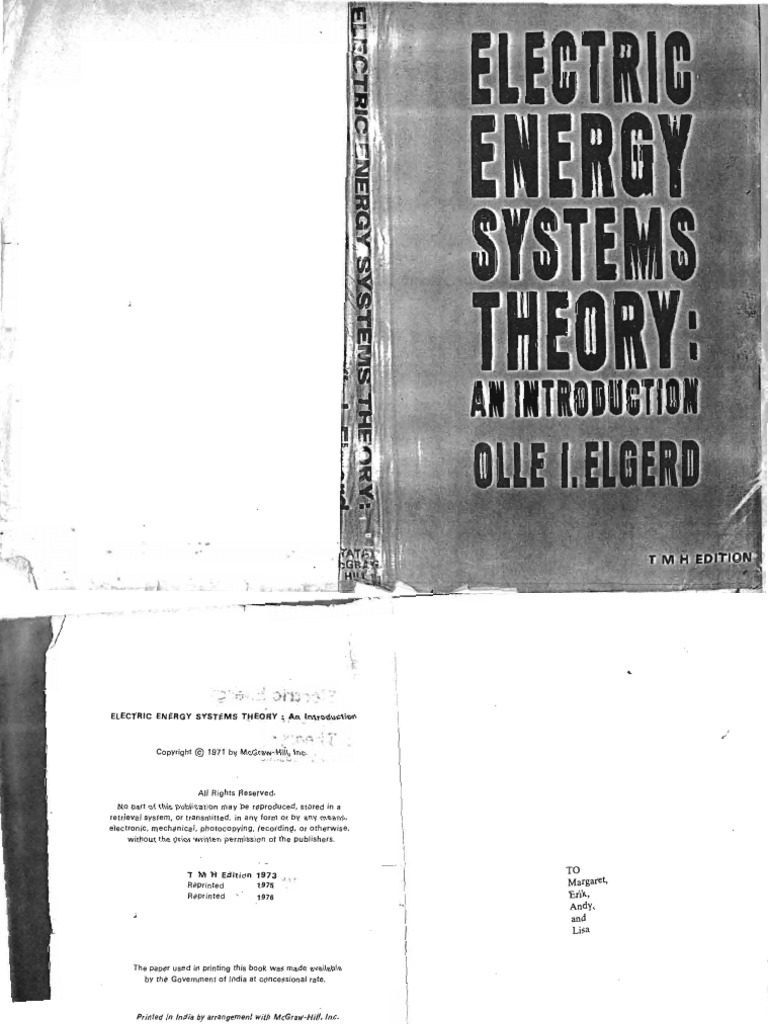 ELECTRIC ENERGY SYSTEMS THEORY:
TATA
HILL
ELECTRIC
ENERGY
SYSTEMS
THEORY:
AN INTRODUCTION
OLLE I. ELGERD
T M H EDITION
ELECTRIC ENERGY SYSTEMS THEORY : An Introduction
Copyright © 1971 by McGraw-Hill, Inc.
All Rights Reserved.
No part of this publication may be reproduced, stored in a
retrieval system, or transmitted, in any form or by any means,
electronic, mechanical, photocopying, recording, or otherwise,
without the prior written permission of the publishers.
T M H Edition 1973
Reprinted 1975
Reprinted 1976
The paper used in printing this book was made available
by the Government of India at concessional rate.
Printed in India by arrangement with McGraw-Hill, Inc.
TO
Margaret,
Erik,
Andy,
and
Lisa